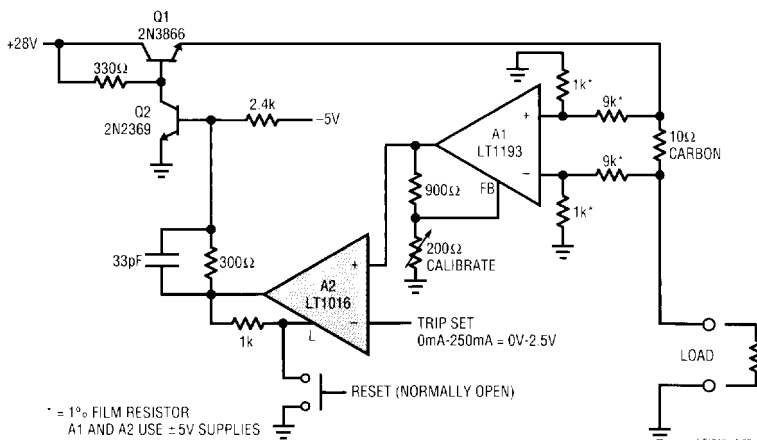 Q1
2N3866
+28V
330Ω
Q2
2N2369
2.4k
–5V
1k*
9k*
A1
LT1193
+
–
FB
10Ω
CARBON
9k*
1k*
900Ω
200Ω
CALIBRATE
33pF
300Ω
A2
LT1016
+
–
L
1k
TRIP SET
0mA-250mA = 0V-2.5V
LOAD
RESET (NORMALLY OPEN)
* = 1% FILM RESISTOR
A1 AND A2 USE ±5V SUPPLIES